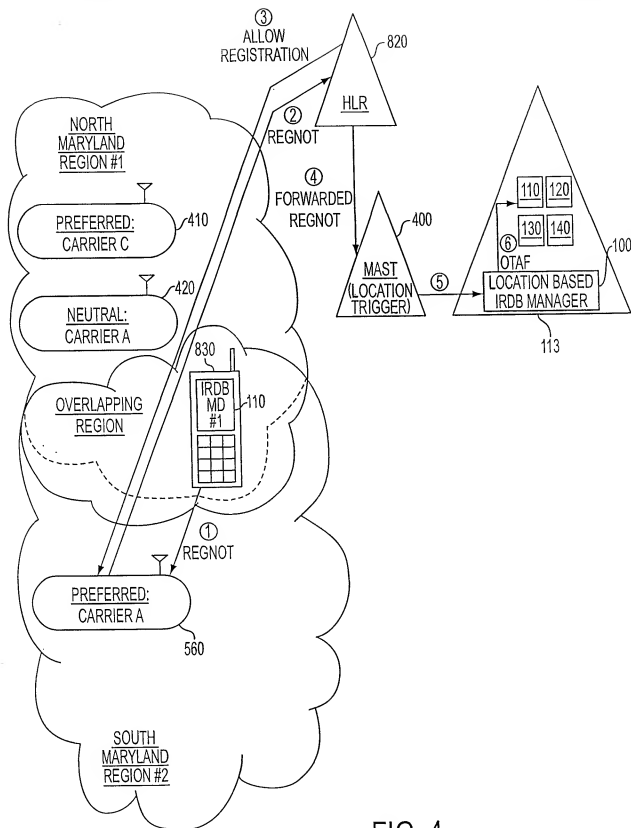 ③
ALLOW
REGISTRATION
820
HLR
②
REGNOT
NORTH
MARYLAND
REGION #1
④
FORWARDED
REGNOT
PREFERRED:
CARRIER C
410
400
110 120
130 140
⑥
OTAF
100
420
NEUTRAL:
CARRIER A
MAST
(LOCATION
TRIGGER)
⑤
LOCATION BASED
IRDB MANAGER
113
830
IRDB
MD
#1
110
OVERLAPPING
REGION
①
REGNOT
PREFERRED:
CARRIER A
560
SOUTH
MARYLAND
REGION #2
FIG. 4